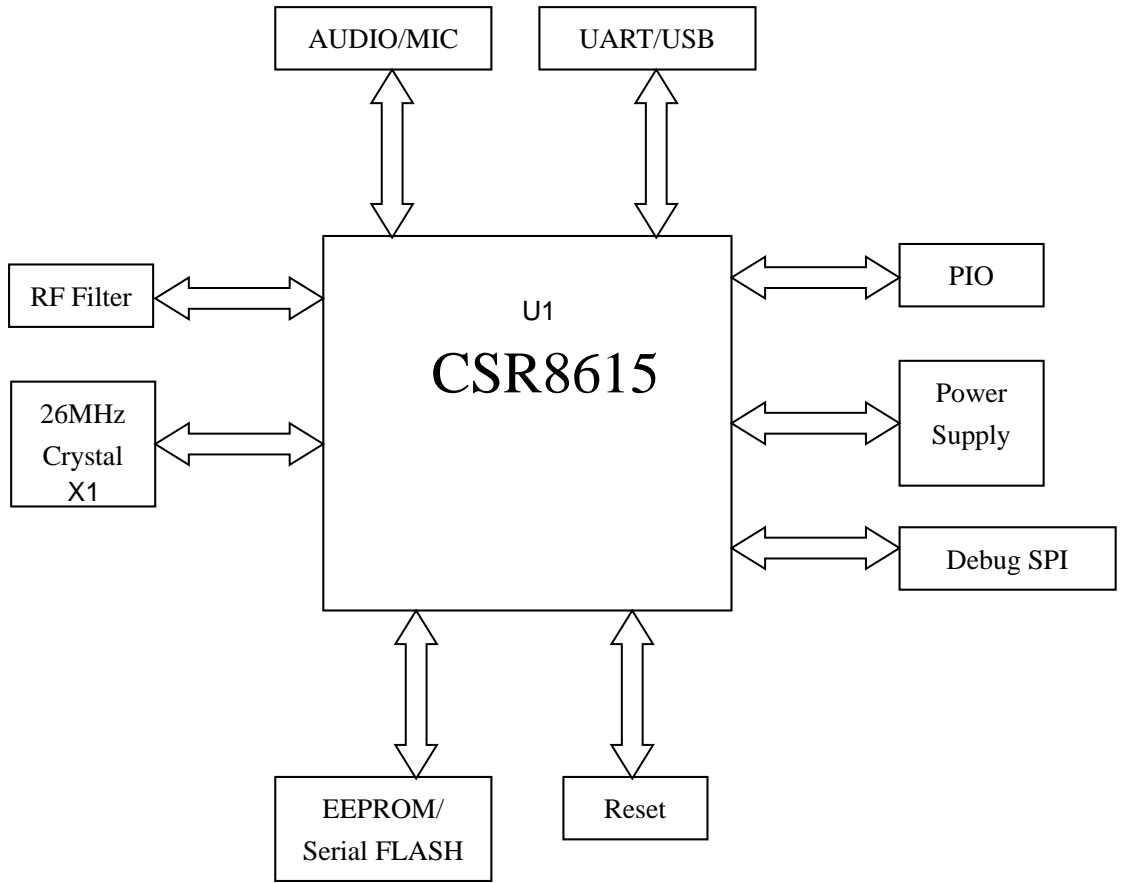 AUDIO/MIC
UART/USB
RF Filter
U1
CSR8615
PIO
26MHz
Crystal
X1
Power
Supply
Debug SPI
EEPROM/
Serial FLASH
Reset